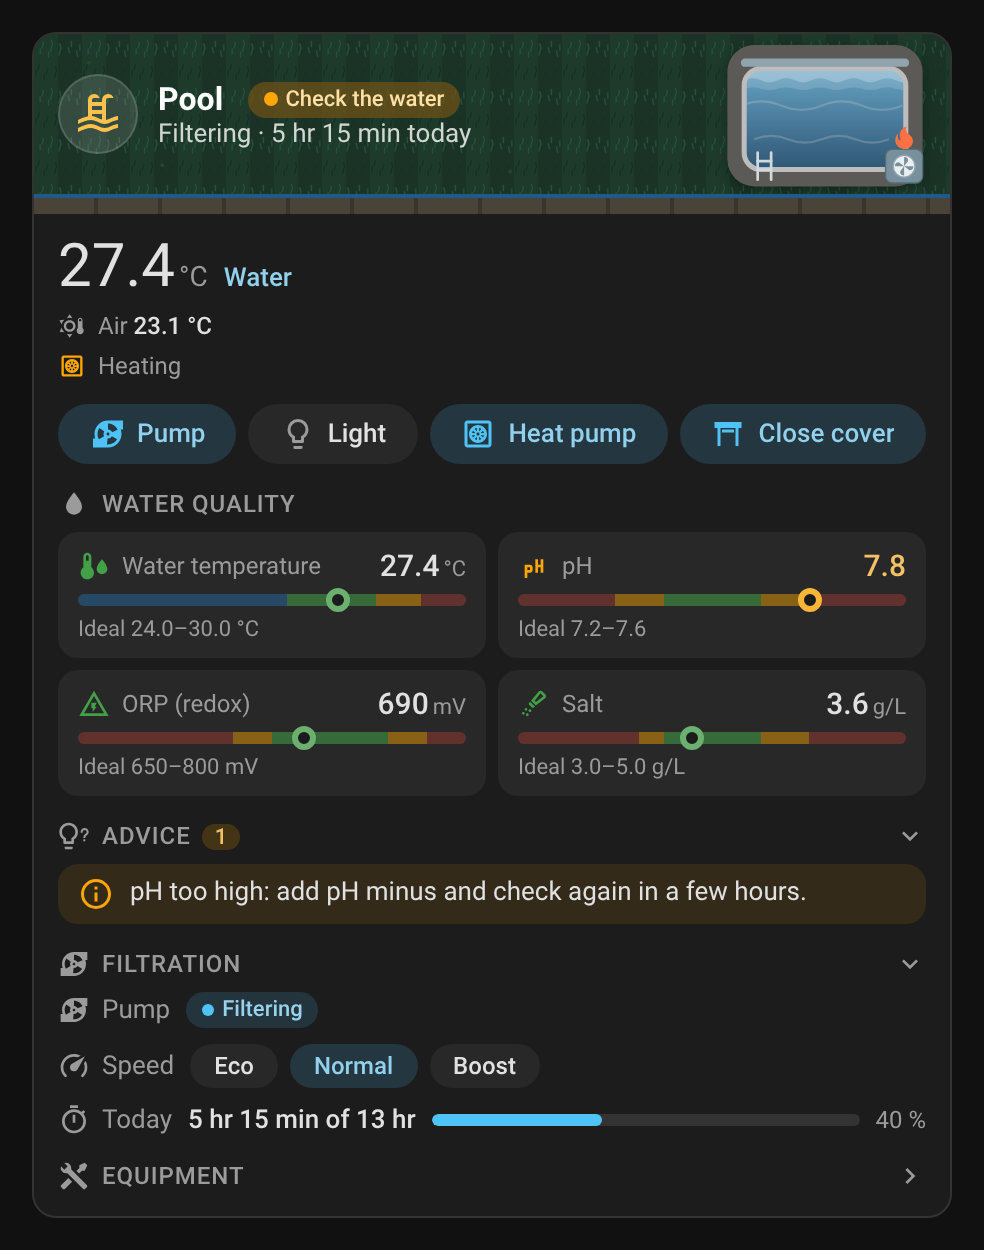 Pool Check the water
Filtering · 5 hr 15 min today
27.4 °C Water
Air 23.1 °C
Heating
Pump Light Heat pump Close cover
WATER QUALITY
Water temperature 27.4 °C
Ideal 24.0–30.0 °C
pH pH 7.8
Ideal 7.2–7.6
ORP (redox) 690 mV
Ideal 650–800 mV
Salt 3.6 g/L
Ideal 3.0–5.0 g/L
ADVICE 1
pH too high: add pH minus and check again in a few hours.
FILTRATION
Pump Filtering
Speed Eco Normal Boost
Today 5 hr 15 min of 13 hr 40 %
EQUIPMENT